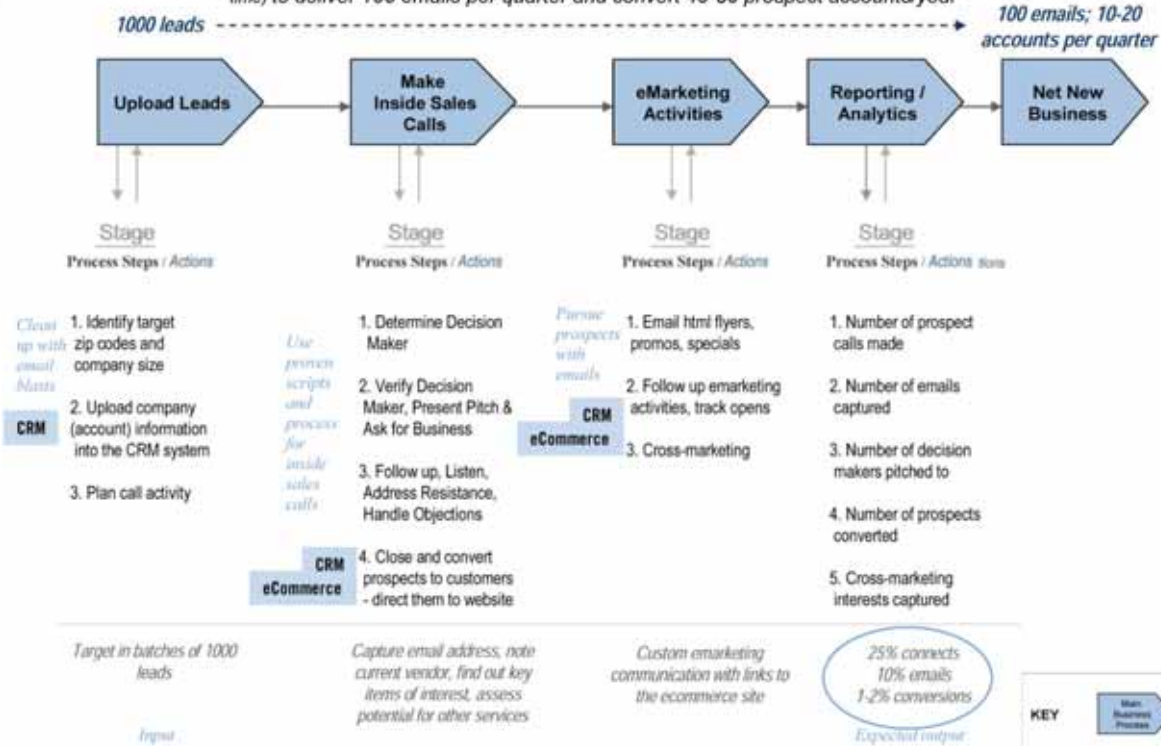 time) to deliver 100 emails per quarter and convert 40-80 prospect accounts/year
1000 leads
100 emails; 10-20
accounts per quarter
Upload Leads
Make
Inside Sales
Calls
eMarketing
Activities
Reporting /
Analytics
Net New
Business
Stage
Process Steps / Actions
Stage
Process Steps / Actions
Stage
Process Steps / Actions
Stage
Process Steps / Actions tions
Clean
up with
email
blasts
CRM
1. Identify target
zip codes and
company size
2. Upload company
(account) information
into the CRM system
3. Plan call activity
Use
proven
scripts
and
process
for
inside
sales
calls
CRM
eCommerce
1. Determine Decision
Maker
2. Verify Decision
Maker, Present Pitch &
Ask for Business
3. Follow up, Listen,
Address Resistance,
Handle Objections
4. Close and convert
prospects to customers
- direct them to website
Pursue
prospects
with
emails
CRM
eCommerce
1. Email html flyers,
promos, specials
2. Follow up emarketing
activities, track opens
3. Cross-marketing
1. Number of prospect
calls made
2. Number of emails
captured
3. Number of decision
makers pitched to
4. Number of prospects
converted
5. Cross-marketing
interests captured
Target in batches of 1000
leads
Capture email address, note
current vendor, find out key
items of interest, assess
potential for other services
Custom emarketing
communication with links to
the ecommerce site
25% connects
10% emails
1-2% conversions
Input
Expected output
KEY
Main
Business
Process